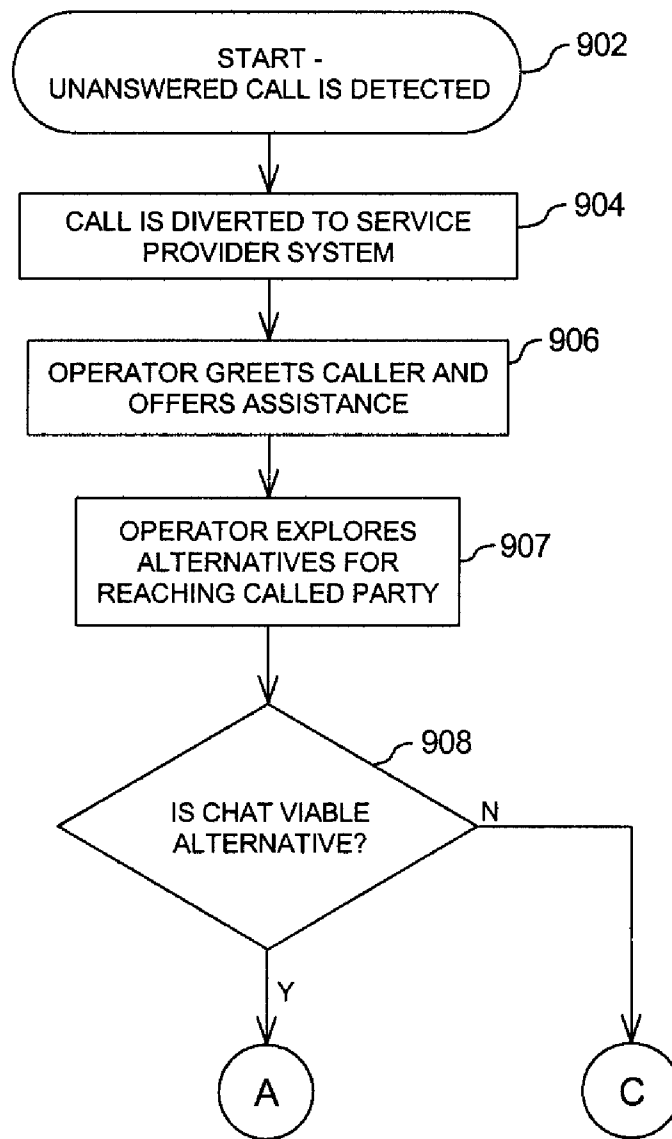 START -
UNANSWERED CALL IS DETECTED
902
CALL IS DIVERTED TO SERVICE
PROVIDER SYSTEM
904
OPERATOR GREETS CALLER AND
OFFERS ASSISTANCE
906
OPERATOR EXPLORES
ALTERNATIVES FOR
REACHING CALLED PARTY
907
IS CHAT VIABLE
ALTERNATIVE?
908
N
Y
A
C